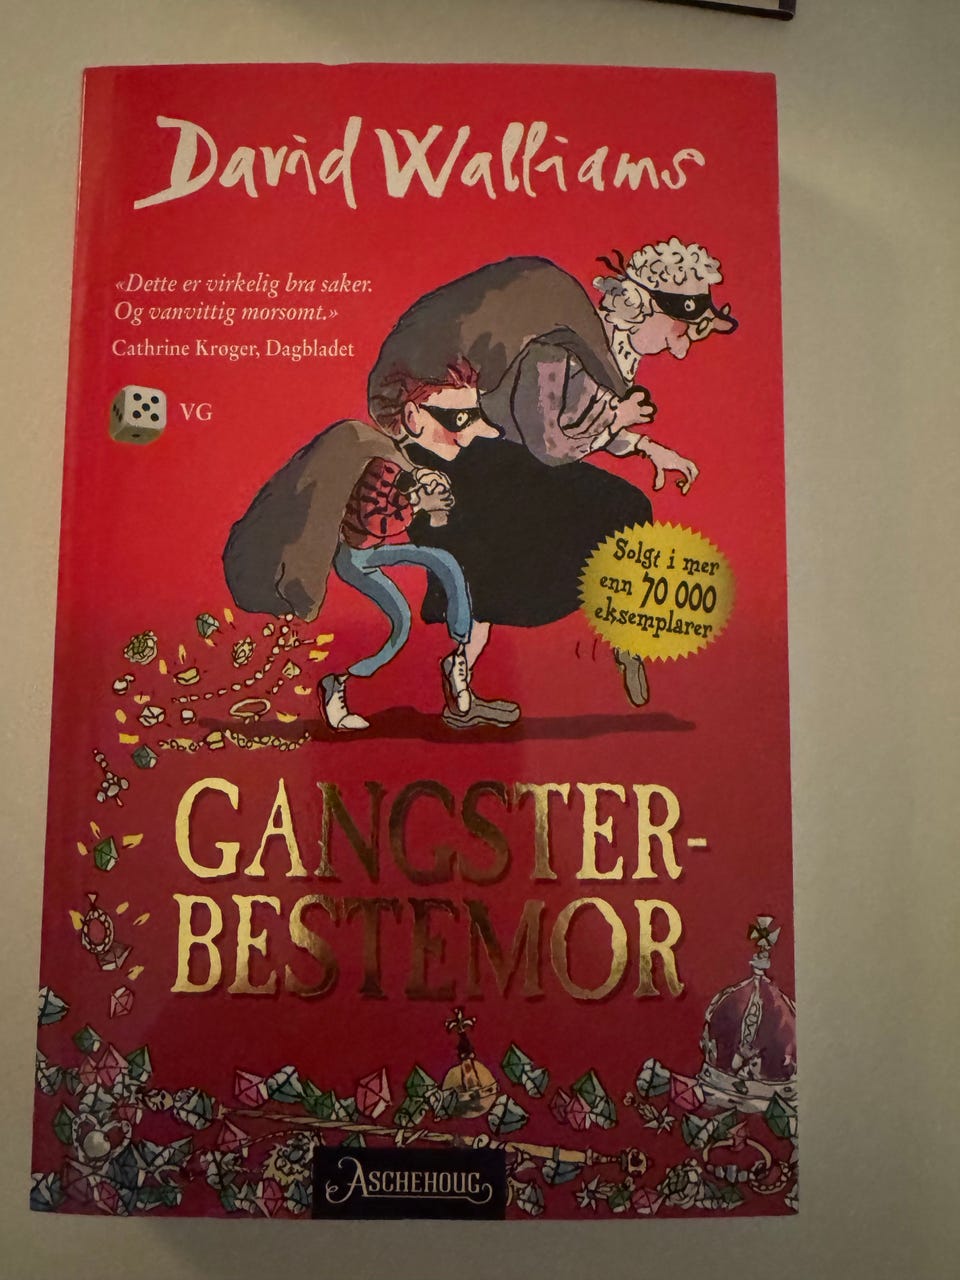 David Walliams
«Dette er virkelig bra saker.
Og vanvittig morsomt.»
Cathrine Krøger, Dagbladet
VG
Solgt i mer
enn 70 000
eksemplarer
GANGSTER-
BESTEMOR
ASCHEHOUG